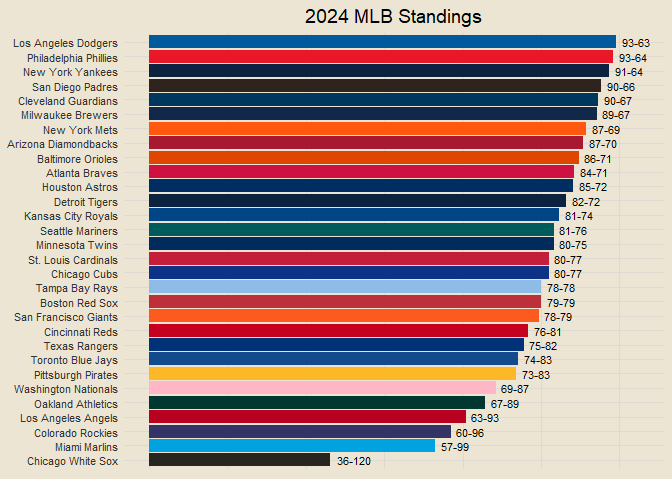 2024 MLB Standings
Los Angeles Dodgers 93-63
Philadelphia Phillies 93-64
New York Yankees 91-64
San Diego Padres 90-66
Cleveland Guardians 90-67
Milwaukee Brewers 89-67
New York Mets 87-69
Arizona Diamondbacks 87-70
Baltimore Orioles 86-71
Atlanta Braves 84-71
Houston Astros 85-72
Detroit Tigers 82-72
Kansas City Royals 81-74
Seattle Mariners 81-76
Minnesota Twins 80-75
St. Louis Cardinals 80-77
Chicago Cubs 80-77
Tampa Bay Rays 78-78
Boston Red Sox 79-79
San Francisco Giants 78-79
Cincinnati Reds 76-81
Texas Rangers 75-82
Toronto Blue Jays 74-83
Pittsburgh Pirates 73-83
Washington Nationals 69-87
Oakland Athletics 67-89
Los Angeles Angels 63-93
Colorado Rockies 60-96
Miami Marlins 57-99
Chicago White Sox 36-120